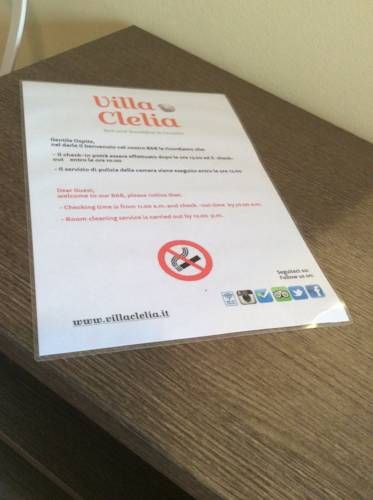 Villa
Clelia
Gentile Ospite,
nel darle il benvenuto nel nostro B&B le ricordiamo che:
- Il check-in potrà essere effettuato dopo le ore 13.00 ed il check-
out entro le ore 10.00
- Il servizio di pulizia della camera viene eseguito entro le ore 13.00
Dear Guest,
welcome to our B&B, please notice that:
- Checking time is from 11.00 a.m. and check-out time by 10.00 a.m.
- Room cleaning service is carried out by 13.00 p.m.
Seguiteci su:
Follow us on:
www.villaclelia.it